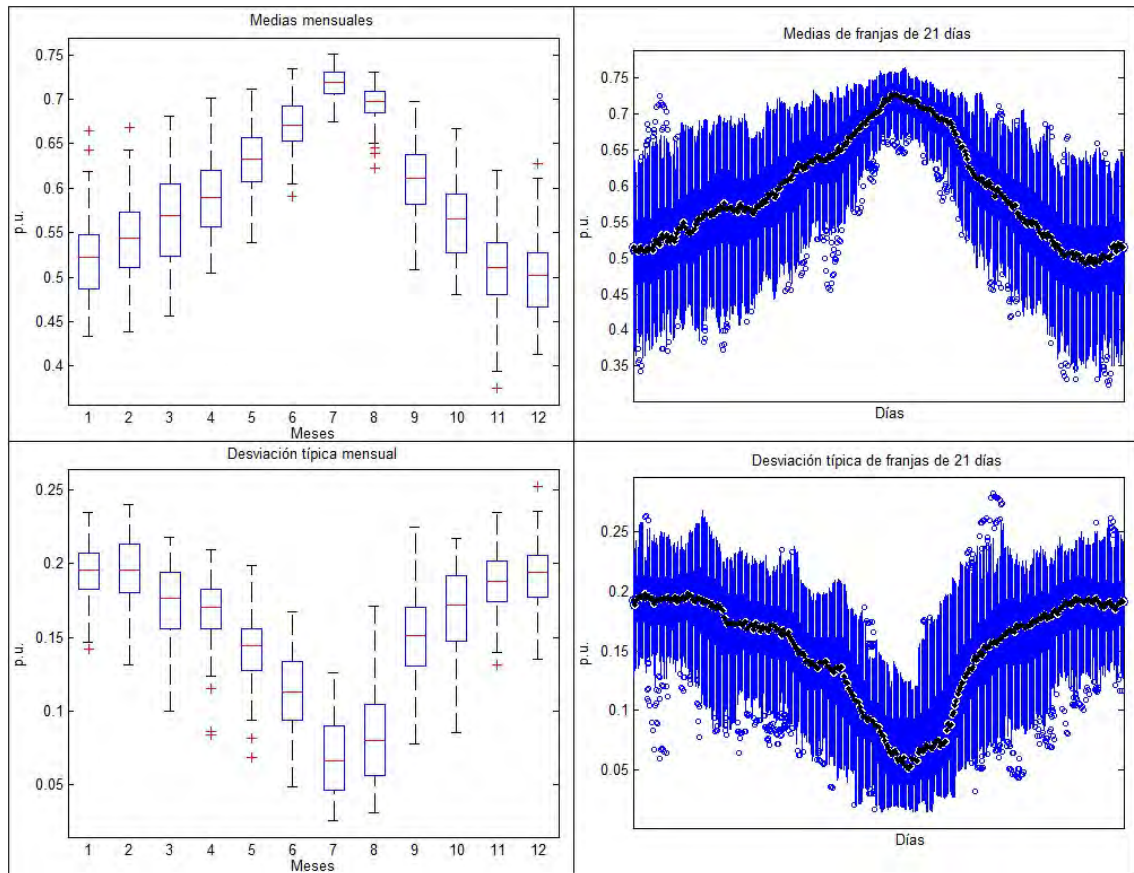 Medias mensuales
0.75
0.7
0.65
0.6
0.55
0.5
0.45
0.4
p.u.
1 2 3 4 5 6 7 8 9 10 11 12
Meses
Medias de franjas de 21 días
0.75
0.7
0.65
0.6
0.55
0.5
0.45
0.4
0.35
p.u.
Días
Desviación típica mensual
0.25
0.2
0.15
0.1
0.05
p.u.
1 2 3 4 5 6 7 8 9 10 11 12
Meses
Desviación típica de franjas de 21 días
0.25
0.2
0.15
0.1
0.05
p.u.
Días